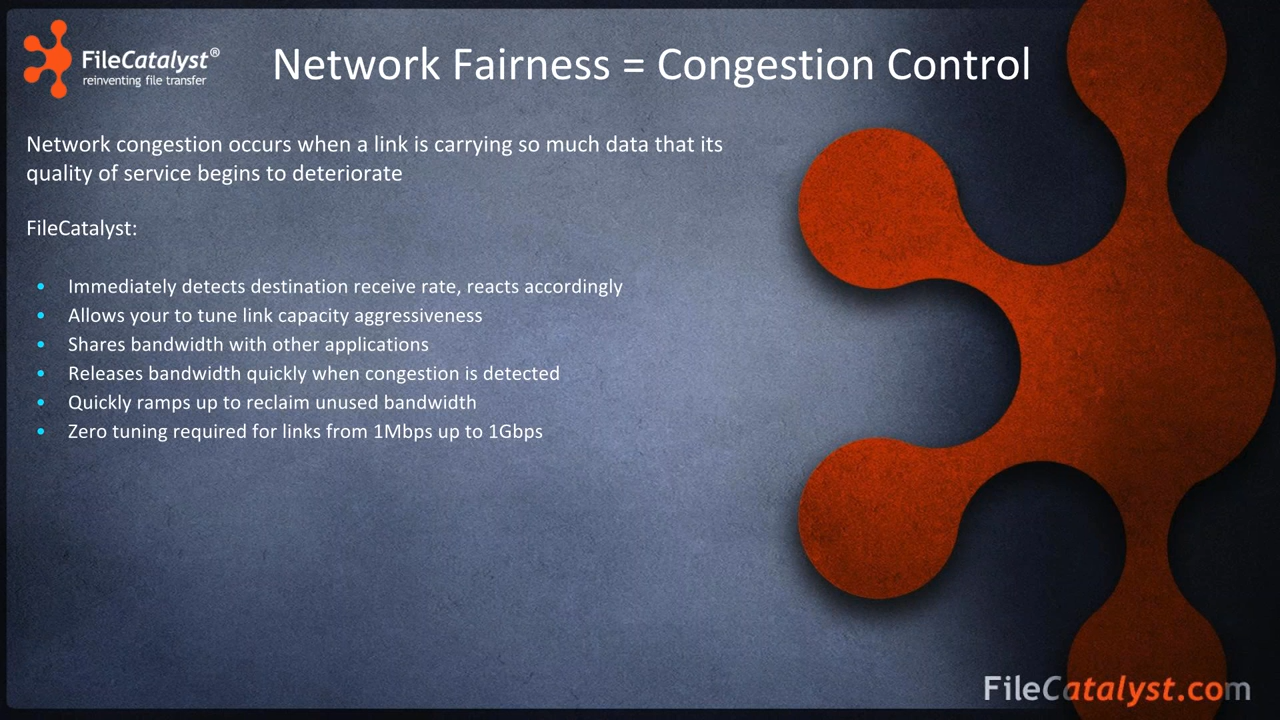 FileCatalyst®
reinventing file transfer
Network Fairness = Congestion Control
Network congestion occurs when a link is carrying so much data that its
quality of service begins to deteriorate
FileCatalyst:
• Immediately detects destination receive rate, reacts accordingly
• Allows your to tune link capacity aggressiveness
• Shares bandwidth with other applications
• Releases bandwidth quickly when congestion is detected
• Quickly ramps up to reclaim unused bandwidth
• Zero tuning required for links from 1Mbps up to 1Gbps
FileCatalyst.com